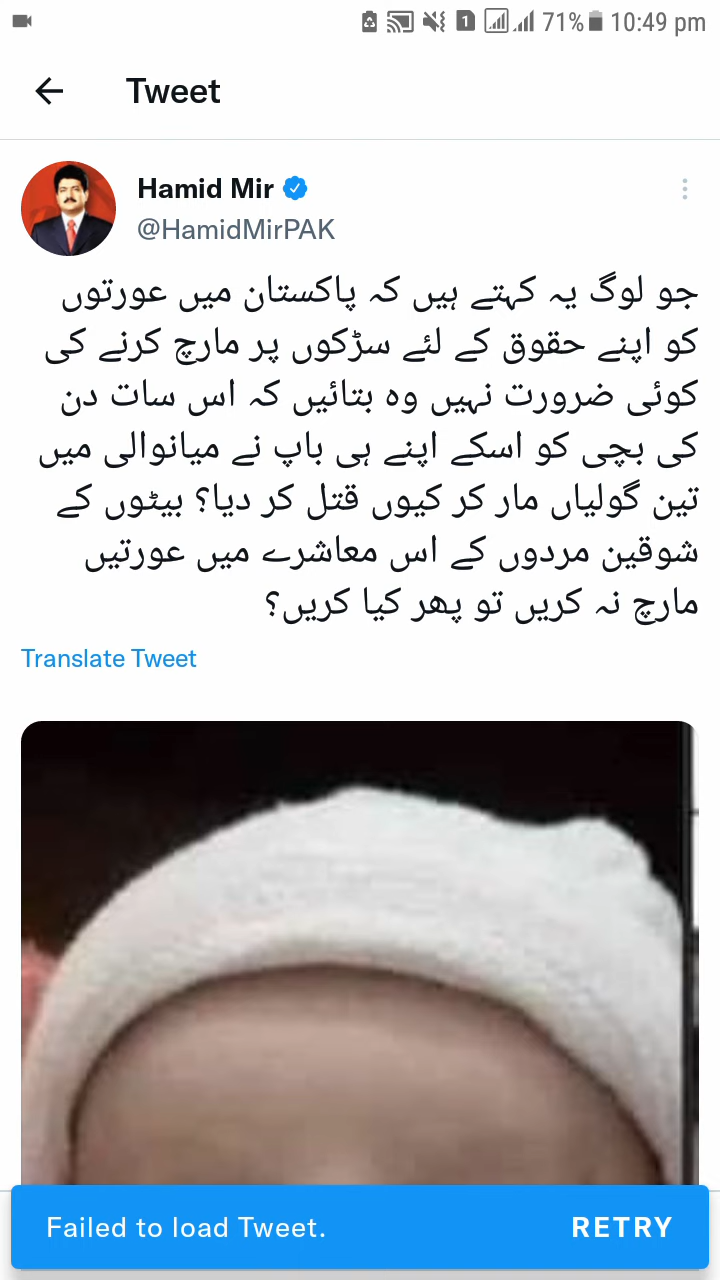 1 71% 10:49 pm
Tweet
Hamid Mir
@HamidMirPAK
جو لوگ یہ کہتے ہیں کہ پاکستان میں عورتوں
کو اپنے حقوق کے لئے سڑکوں پر مارچ کرنے کی
کوئی ضرورت نہیں وہ بتائیں کہ اس سات دن
کی بچی کو اسکے اپنے ہی باپ نے میانوالی میں
تین گولیاں مار کر کیوں قتل کر دیا؟ بیٹوں کے
شوقین مردوں کے اس معاشرے میں عورتیں
مارچ نہ کریں تو پھر کیا کریں؟
Translate Tweet
Failed to load Tweet. RETRY